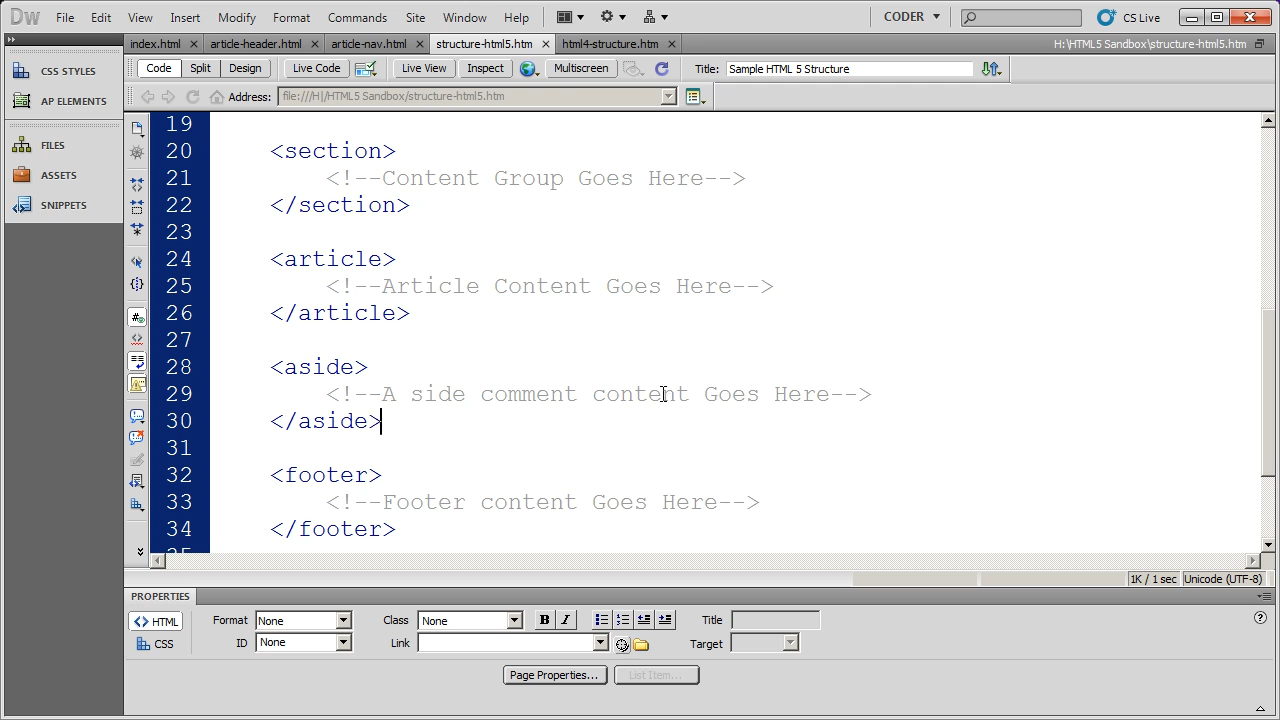 Dw File Edit View Insert Modify Format Commands Site Window Help CODER CS Live
index.html article-header.html article-nav.html structure-html5.htm html4-structure.htm H:\HTML5 Sandbox\structure-html5.htm
Code Split Design Live Code Live View Inspect Multiscreen Title: Sample HTML 5 Structure
Address: file:///H|/HTML5 Sandbox/structure-html5.htm
CSS STYLES
AP ELEMENTS
FILES
ASSETS
SNIPPETS
19
20 <section>
21 <!--Content Group Goes Here-->
22 </section>
23
24 <article>
25 <!--Article Content Goes Here-->
26 </article>
27
28 <aside>
29 <!--A side comment content Goes Here-->
30 </aside>
31
32 <footer>
33 <!--Footer content Goes Here-->
34 </footer>
1K / 1 sec Unicode (UTF-8)
PROPERTIES
<> HTML Format None Class None B I Title
CSS ID None Link Target
Page Properties... List Item...